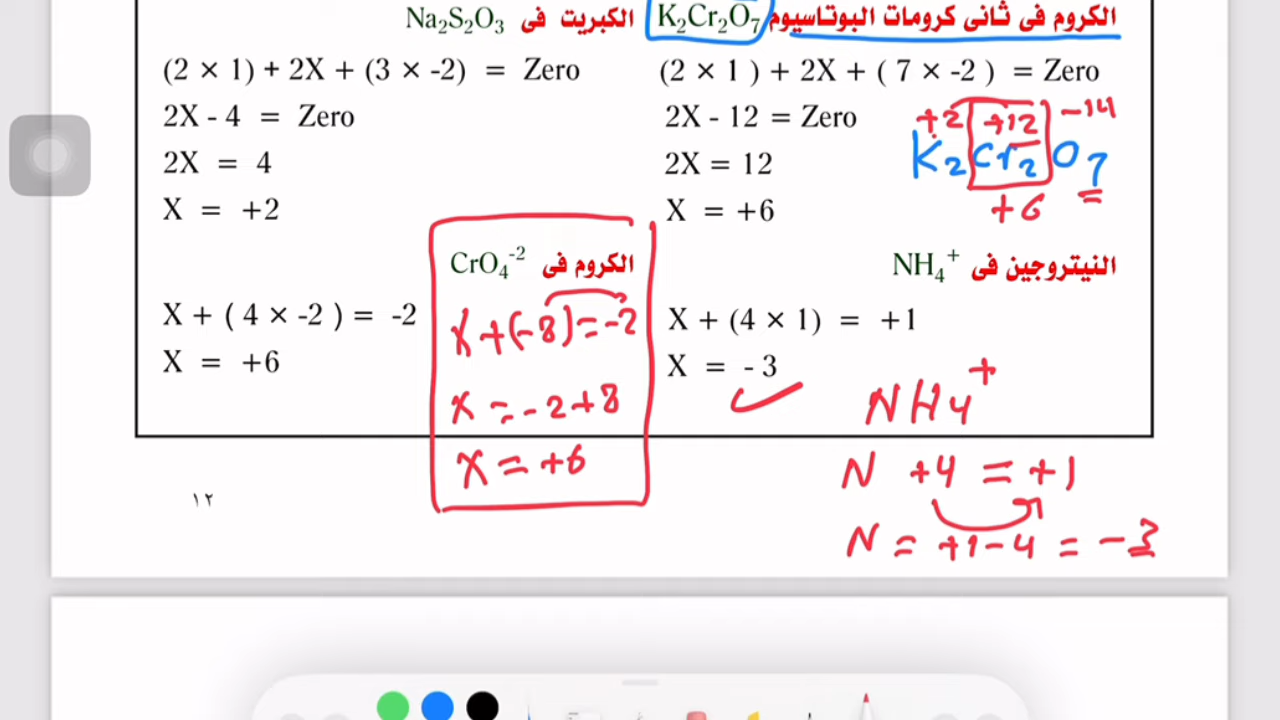 الكروم فى ثانى كرومات البوتاسيوم K₂Cr₂O₇
(2 × 1 ) + 2X + ( 7 × -2 ) = Zero
2X - 12 = Zero
2X = 12
X = +6
+2 +12 -14
K₂Cr₂O₇
+6
الكبريت فى Na₂S₂O₃
(2 × 1) + 2X + (3 × -2) = Zero
2X - 4 = Zero
2X = 4
X = +2
النيتروجين فى NH₄⁺
X + (4 × 1) = +1
X = - 3
NH₄⁺
N +4 = +1
N = +1-4 = -3
الكروم فى CrO₄⁻²
X + ( 4 × -2 ) = -2
X = +6
X+(-8)=-2
X=-2+8
X=+6
١٢